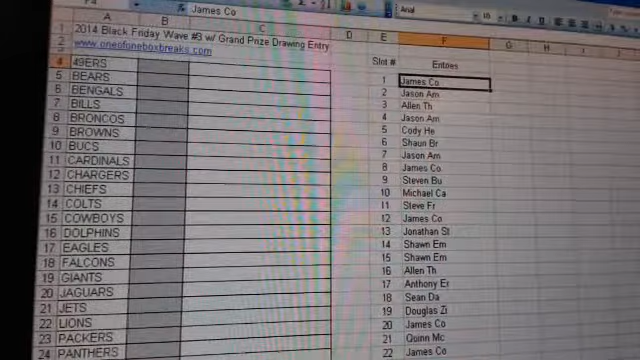 James Co
Arial
10
A B C D E F G H I
1 2014 Black Friday Wave #3 w/ Grand Prize Drawing Entry
2 www.oneofoneboxbreaks.com
3 Slot # Entries
4 49ERS 1 James Co
5 BEARS 2 Jason Am
6 BENGALS 3 Allen Th
7 BILLS 4 Jason Am
8 BRONCOS 5 Cody He
9 BROWNS 6 Shaun Br
10 BUCS 7 Jason Am
11 CARDINALS 8 James Co
12 CHARGERS 9 Steven Bu
13 CHIEFS 10 Michael Ca
14 COLTS 11 Steve Fr
15 COWBOYS 12 James Co
16 DOLPHINS 13 Jonathan St
17 EAGLES 14 Shawn Em
18 FALCONS 15 Shawn Em
19 GIANTS 16 Allen Th
20 JAGUARS 17 Anthony Er
21 JETS 18 Sean Da
22 LIONS 19 Douglas Zi
23 PACKERS 20 James Co
24 PANTHERS 21 Quinn Mc
22 James Co